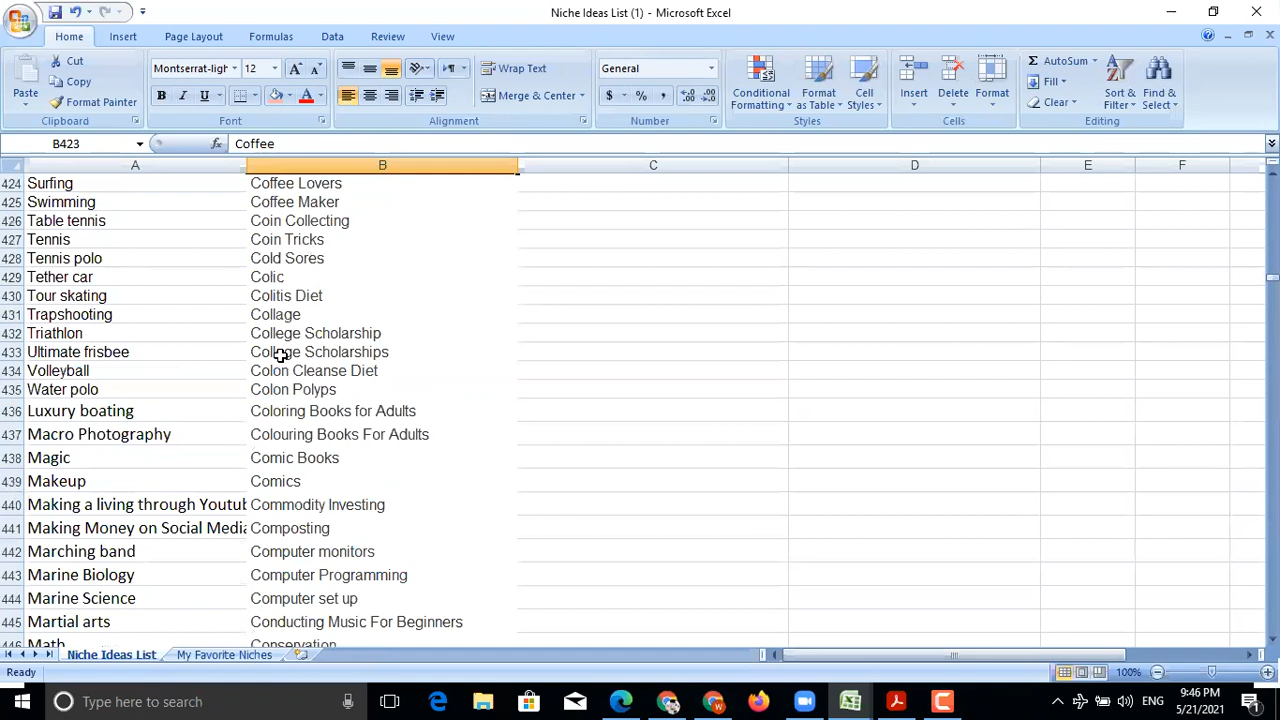 Niche Ideas List (1) - Microsoft Excel
Home Insert Page Layout Formulas Data Review View
Paste
Cut
Copy
Format Painter
Clipboard
Montserrat-ligh 12
B I U A
Font
Wrap Text
Merge & Center
Alignment
General
$ % ,
Number
Conditional Formatting
Format as Table
Cell Styles
Styles
Insert Delete Format
Cells
AutoSum
Fill
Clear
Sort & Filter
Find & Select
Editing
B423 fx Coffee
A B C D E F
424 Surfing Coffee Lovers
425 Swimming Coffee Maker
426 Table tennis Coin Collecting
427 Tennis Coin Tricks
428 Tennis polo Cold Sores
429 Tether car Colic
430 Tour skating Colitis Diet
431 Trapshooting Collage
432 Triathlon College Scholarship
433 Ultimate frisbee College Scholarships
434 Volleyball Colon Cleanse Diet
435 Water polo Colon Polyps
436 Luxury boating Coloring Books for Adults
437 Macro Photography Colouring Books For Adults
438 Magic Comic Books
439 Makeup Comics
440 Making a living through Youtub Commodity Investing
441 Making Money on Social Media Composting
442 Marching band Computer monitors
443 Marine Biology Computer Programming
444 Marine Science Computer set up
445 Martial arts Conducting Music For Beginners
446 Math Conservation
Niche Ideas List My Favorite Niches
Ready 100%
Type here to search
ENG
9:46 PM
5/21/2021